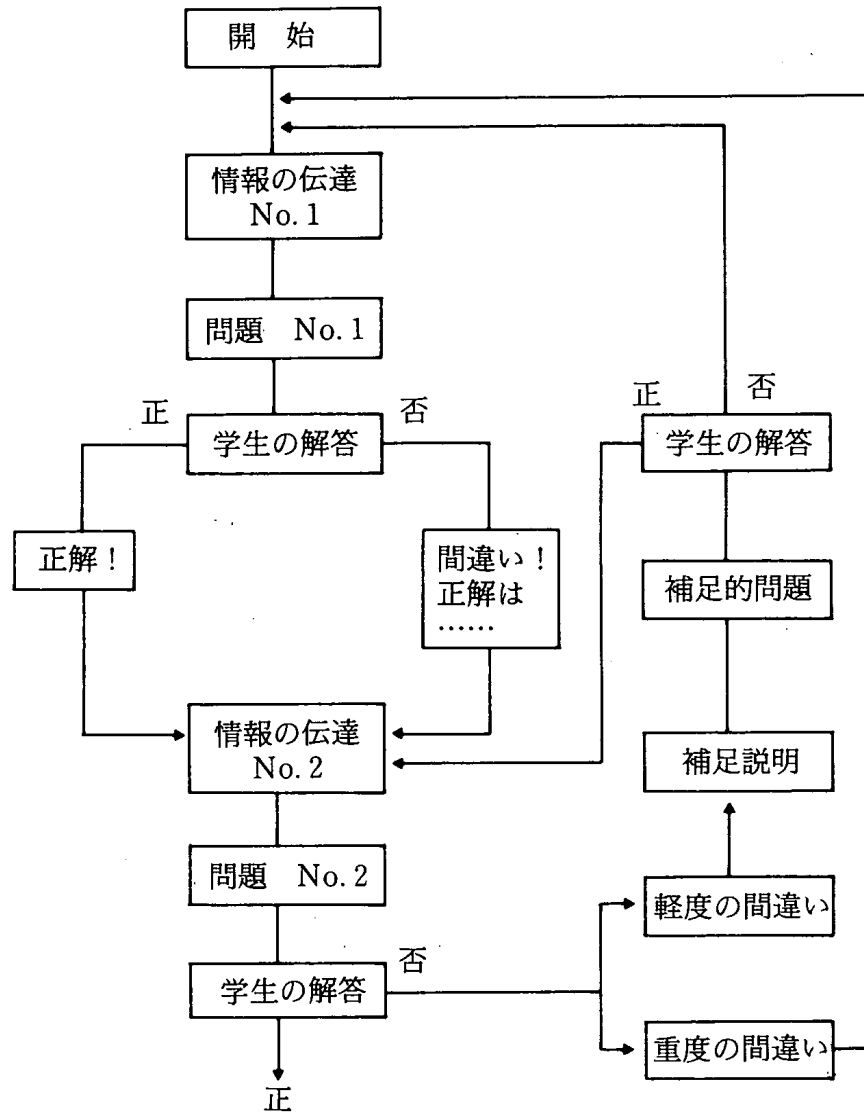 開 始
情報の伝達
No. 1
問題 No. 1
正
否
学生の解答
正
否
学生の解答
正解！
間違い！
正解は
……
補足的問題
情報の伝達
No. 2
補足説明
問題 No. 2
軽度の間違い
否
学生の解答
重度の間違い
正